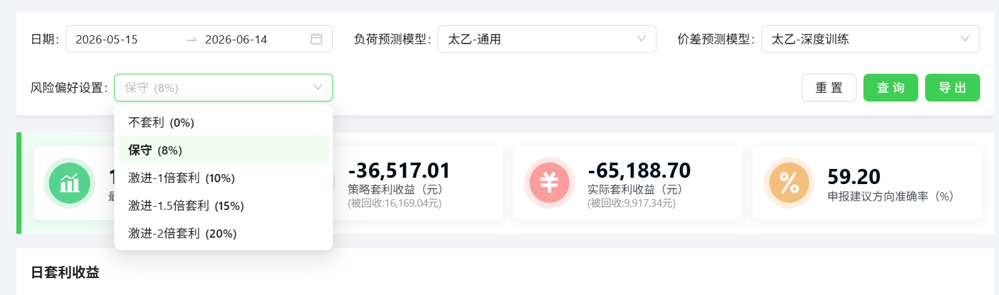 日期： 2026-05-15 → 2026-06-14 负荷预测模型： 太乙-通用 价差预测模型： 太乙-深度训练
风险偏好设置： 保守 (8%) 重 置 查 询 导 出
不套利 (0%)
保守 (8%)
激进-1倍套利 (10%)
激进-1.5倍套利 (15%)
激进-2倍套利 (20%)
-36,517.01
策略套利收益（元）
(被回收:16,169.04元)
-65,188.70
实际套利收益（元）
(被回收:9,917.34元)
59.20
申报建议方向准确率（%）
日套利收益